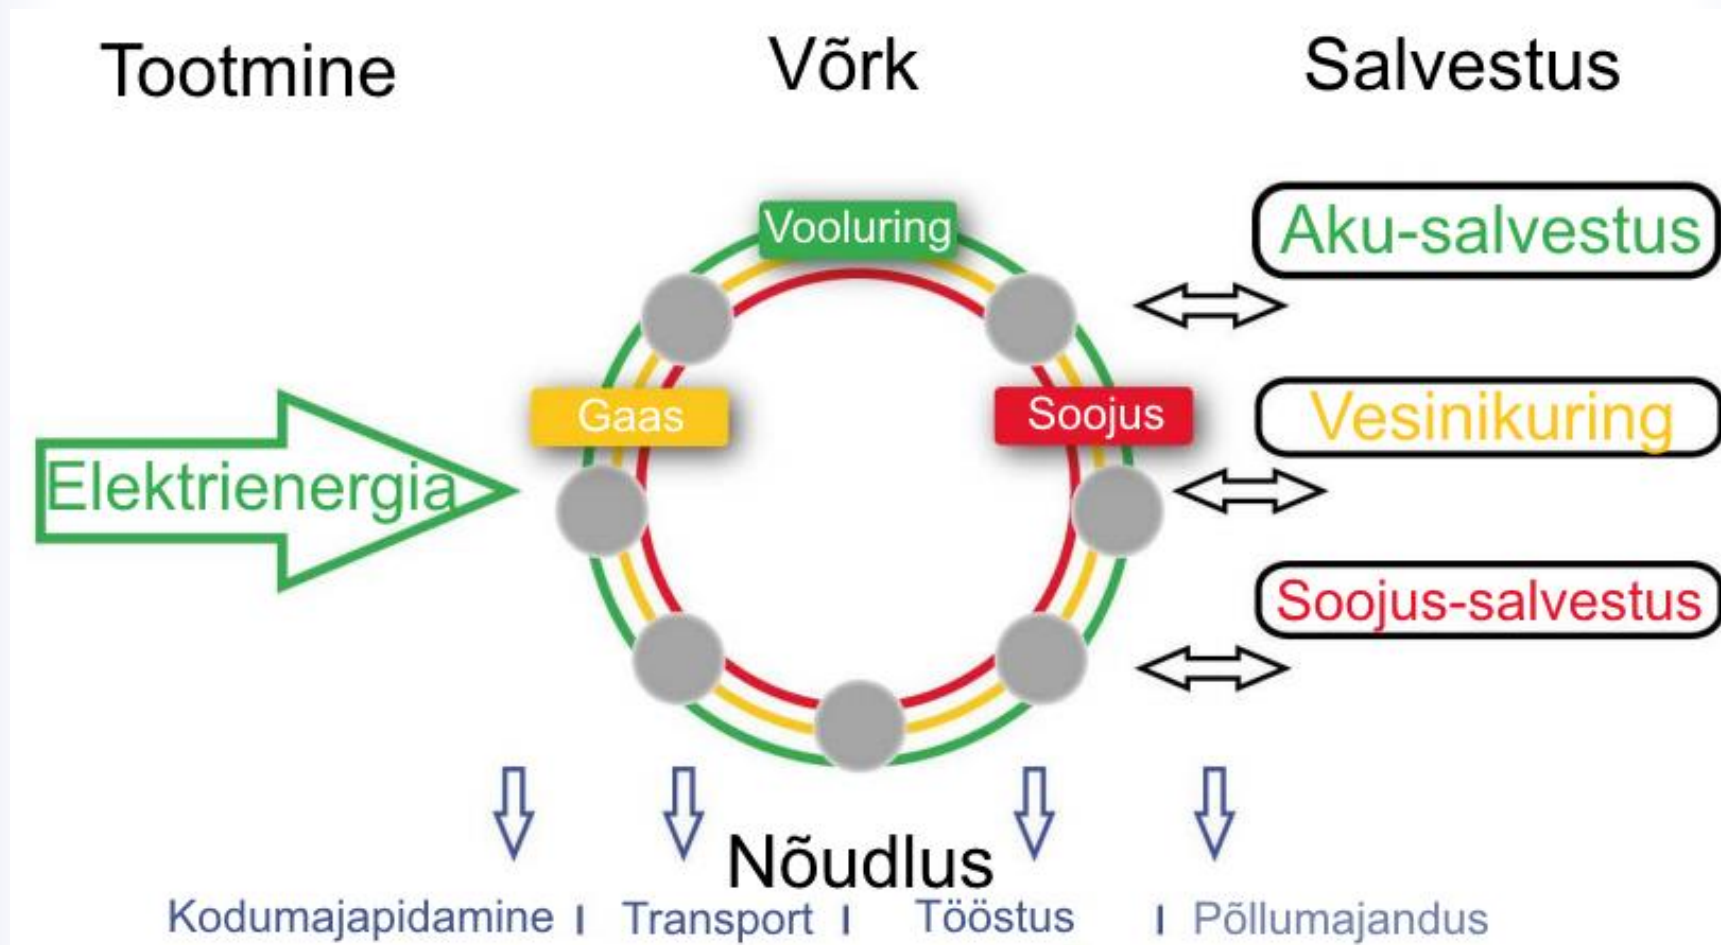 Tootmine
Võrk
Salvestus
Vooluring
Aku-salvestus
Gaas
Soojus
Vesinikuring
Elektrienergia
Soojus-salvestus
Nõudlus
Kodumajapidamine | Transport | Tööstus | Põllumajandus